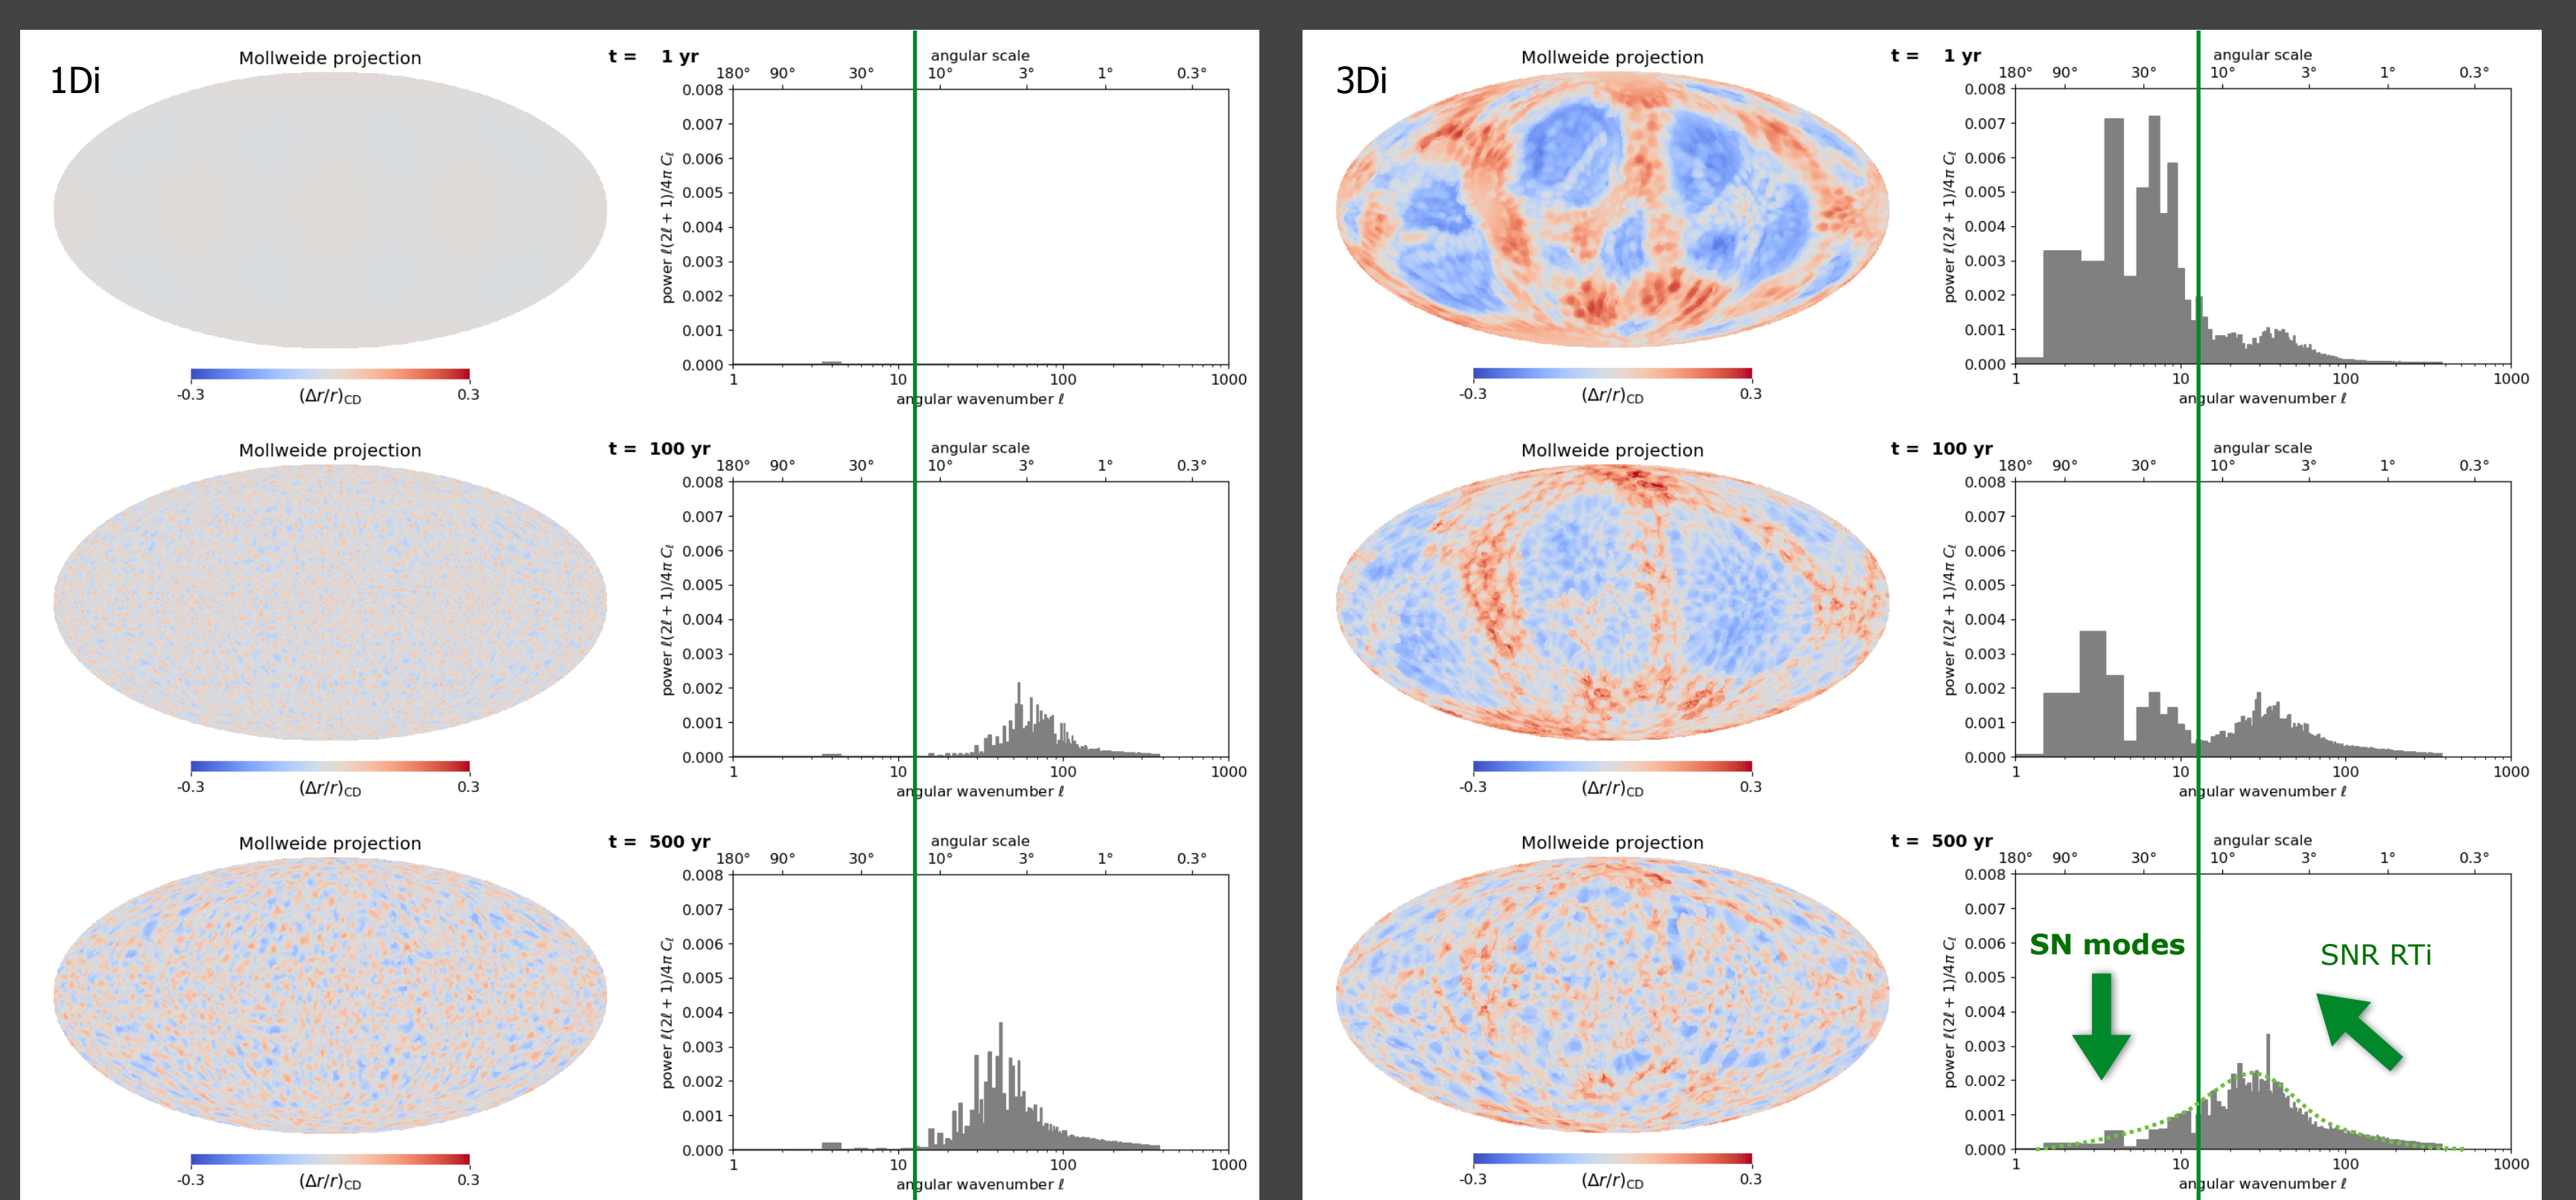 1Di
Mollweide projection
-0.3
0.3
(Δr/r)CD
t = 1 yr
angular scale
180° 90° 30° 10° 3° 1° 0.3°
power ℓ(2ℓ + 1)/4π Cℓ
0.008
0.007
0.006
0.005
0.004
0.003
0.002
0.001
0.000
1 10 100 1000
angular wavenumber ℓ
Mollweide projection
-0.3
0.3
(Δr/r)CD
t = 100 yr
angular scale
180° 90° 30° 10° 3° 1° 0.3°
power ℓ(2ℓ + 1)/4π Cℓ
0.008
0.007
0.006
0.005
0.004
0.003
0.002
0.001
0.000
1 10 100 1000
angular wavenumber ℓ
Mollweide projection
-0.3
0.3
(Δr/r)CD
t = 500 yr
angular scale
180° 90° 30° 10° 3° 1° 0.3°
power ℓ(2ℓ + 1)/4π Cℓ
0.008
0.007
0.006
0.005
0.004
0.003
0.002
0.001
0.000
1 10 100 1000
angular wavenumber ℓ
3Di
Mollweide projection
-0.3
0.3
(Δr/r)CD
t = 1 yr
angular scale
180° 90° 30° 10° 3° 1° 0.3°
power ℓ(2ℓ + 1)/4π Cℓ
0.008
0.007
0.006
0.005
0.004
0.003
0.002
0.001
0.000
1 10 100 1000
angular wavenumber ℓ
Mollweide projection
-0.3
0.3
(Δr/r)CD
t = 100 yr
angular scale
180° 90° 30° 10° 3° 1° 0.3°
power ℓ(2ℓ + 1)/4π Cℓ
0.008
0.007
0.006
0.005
0.004
0.003
0.002
0.001
0.000
1 10 100 1000
angular wavenumber ℓ
Mollweide projection
-0.3
0.3
(Δr/r)CD
t = 500 yr
angular scale
180° 90° 30° 10° 3° 1° 0.3°
power ℓ(2ℓ + 1)/4π Cℓ
0.008
0.007
0.006
0.005
0.004
0.003
0.002
0.001
0.000
SN modes
SNR RTi
1 10 100 1000
angular wavenumber ℓ